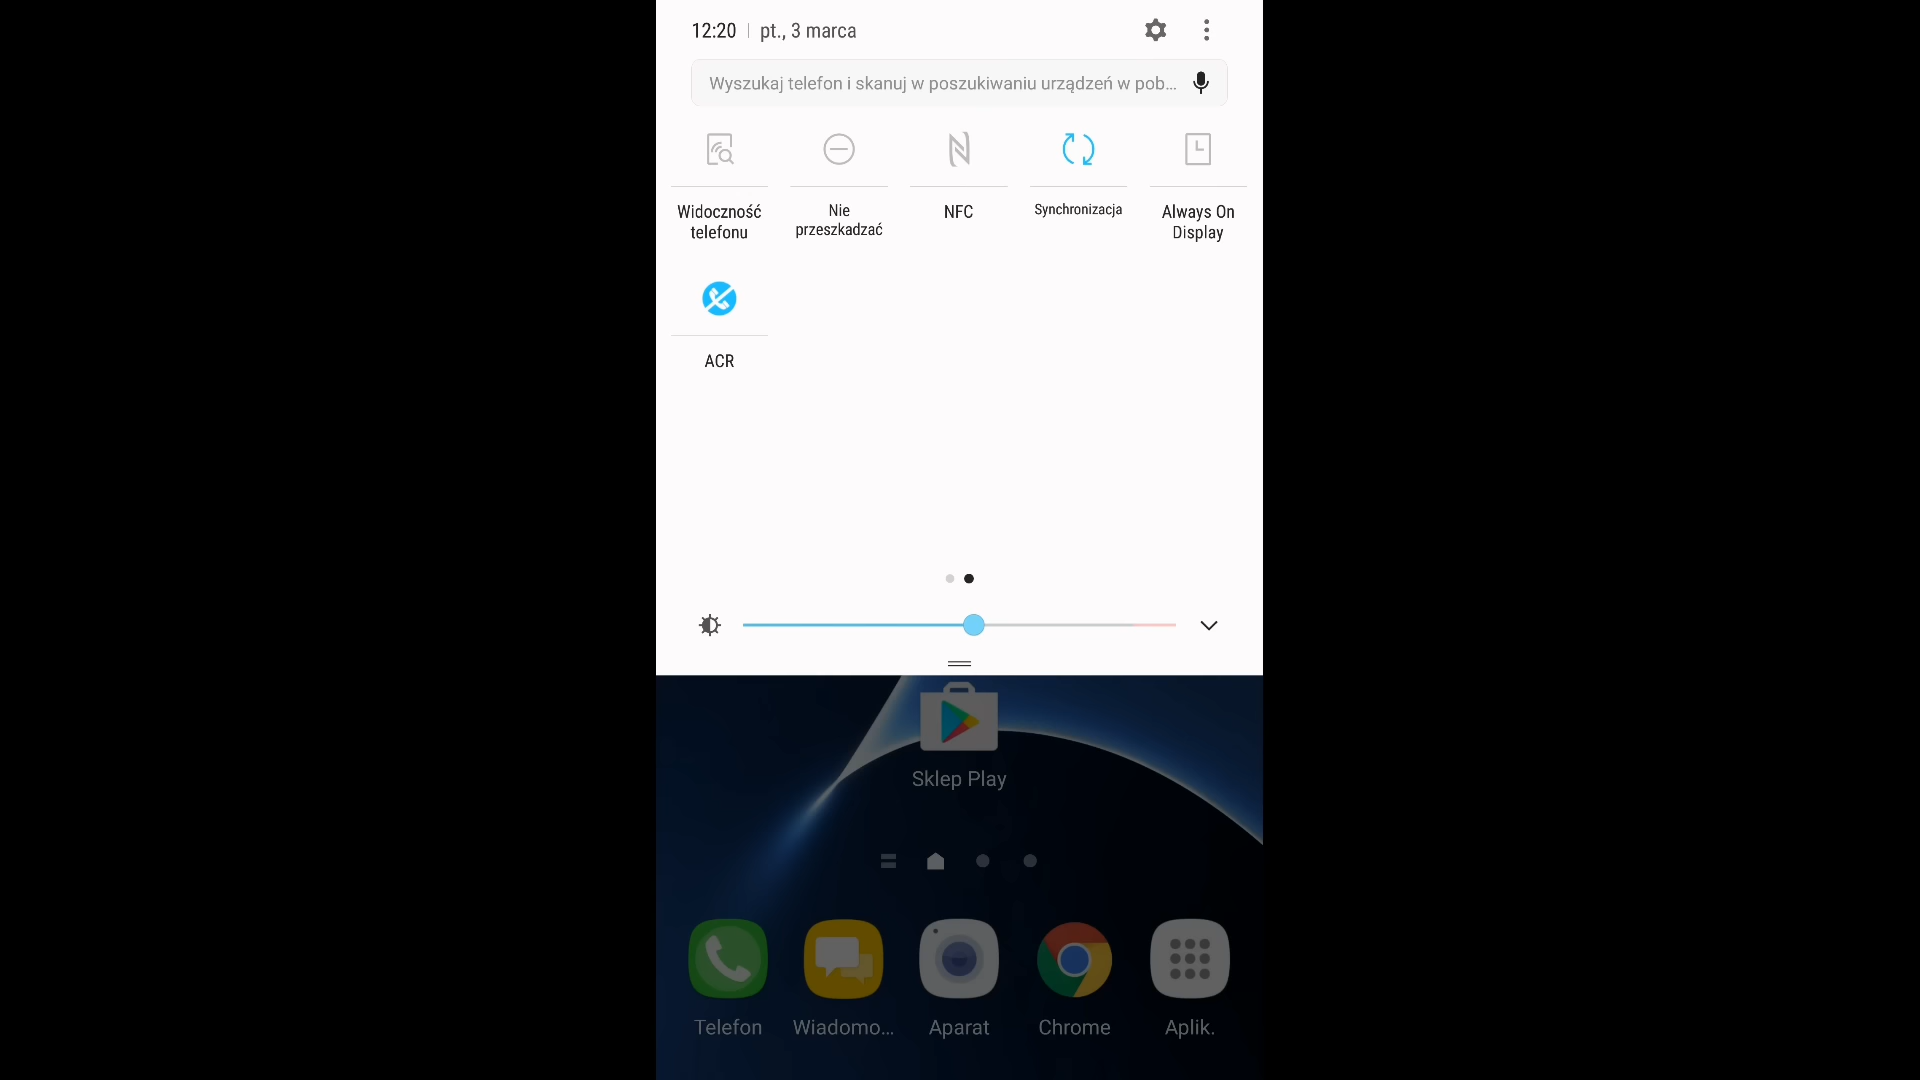 12:20 | pt., 3 marca
Wyszukaj telefon i skanuj w poszukiwaniu urządzeń w pob...
Widoczność telefonu
Nie przeszkadzać
NFC
Synchronizacja
Always On Display
ACR
Sklep Play
Telefon
Wiadomo...
Aparat
Chrome
Aplik.